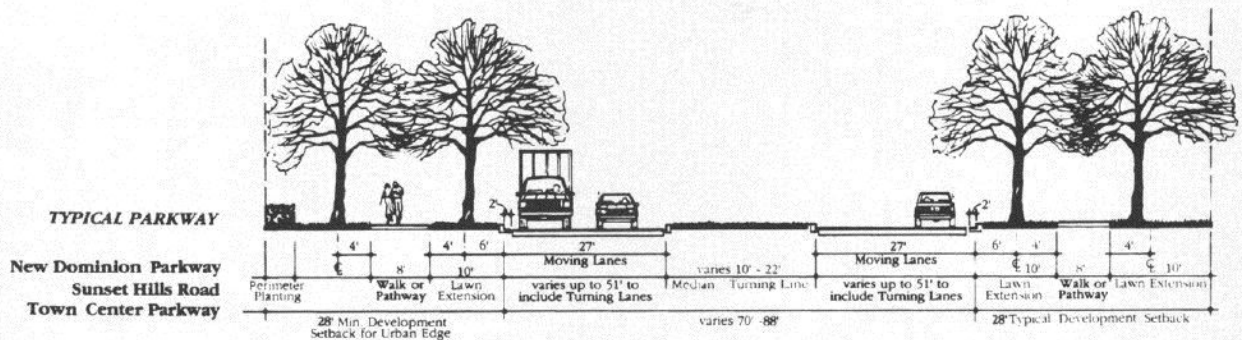 TYPICAL PARKWAY
New Dominion Parkway
Sunset Hills Road
Town Center Parkway
2' 2'
4' 4' 6' 27' 27' 6' 4' 4'
Moving Lanes Moving Lanes
℄ 8' 10' varies 10' - 22' ℄ 10' 8' ℄ 10'
Perimeter Planting
Walk or Pathway
Lawn Extension
varies up to 51' to include Turning Lanes
Median Turning Line
varies up to 51' to include Turning Lanes
Lawn Extension
Walk or Pathway
Lawn Extension
28' Min. Development Setback for Urban Edge
varies 70' -88'
28' Typical Development Setback